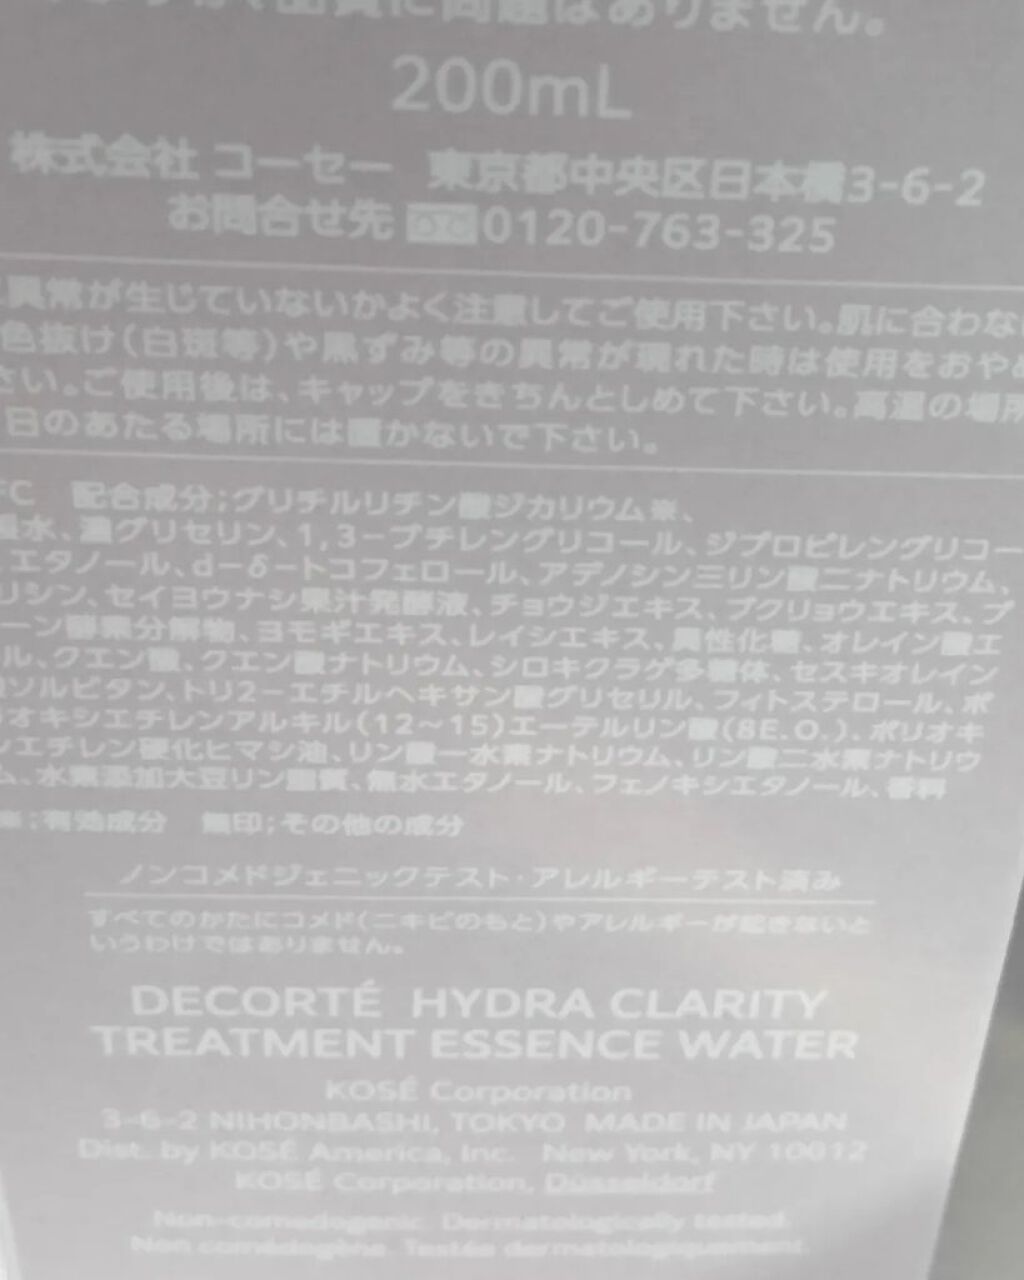 品質に問題はありません。
200mL
株式会社 コーセー 東京都中央区日本橋3-6-2
お問合せ先 0120-763-325
異常が生じていないかよく注意してご使用下さい。肌に合わな
色抜け(白斑等)や黒ずみ等の異常が現れた時は使用をおやめ
さい。ご使用後は、キャップをきちんとしめて下さい。高温の場所
日のあたる場所には置かないで下さい。
配合成分;グリチルリチン酸ジカリウム※、
水、濃グリセリン、1,3-ブチレングリコール、ジプロピレングリコー
エタノール、d-δ-トコフェロール、アデノシン三リン酸二ナトリウム、
リシン、セイヨウナシ果汁発酵液、チョウジエキス、ブクリョウエキス、プ
ーン酵素分解物、ヨモギエキス、レイシエキス、異性化糖、オレイン酸エ
ル、クエン酸、クエン酸ナトリウム、シロキクラゲ多糖体、セスキオレイン
ソルビタン、トリ2-エチルヘキサン酸グリセリル、フィトステロール、ポ
オキシエチレンアルキル(12~15)エーテルリン酸(8E.O.)、ポリオキ
シエチレン硬化ヒマシ油、リン酸一水素ナトリウム、リン酸二水素ナトリウ
ム、水素添加大豆リン脂質、無水エタノール、フェノキシエタノール、香料
※;有効成分 無印;その他の成分
ノンコメドジェニックテスト・アレルギーテスト済み
すべてのかたにコメド(ニキビのもと)やアレルギーが起きないと
いうわけではありません。
DECORTÉ HYDRA CLARITY
TREATMENT ESSENCE WATER
KOSÉ Corporation
3-6-2 NIHONBASHI, TOKYO MADE IN JAPAN
Dist. by KOSÉ America, Inc. New York, NY 10012
KOSÉ Corporation, Düsseldorf
Non-comedogenic. Dermatologically tested.
Non comédogène. Testée dermatologiquement.